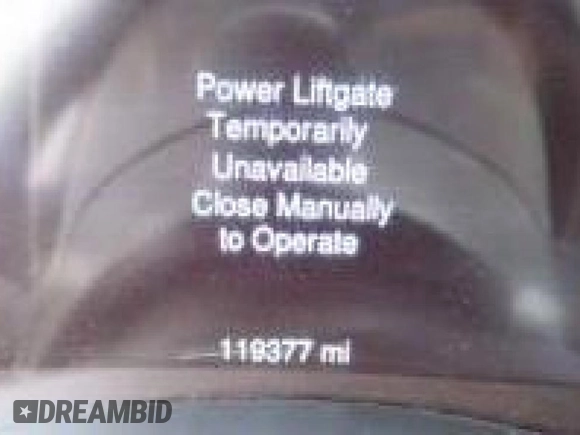 Power Liftgate
Temporarily
Unavailable
Close Manually
to Operate
119377 mi
DREAMBID